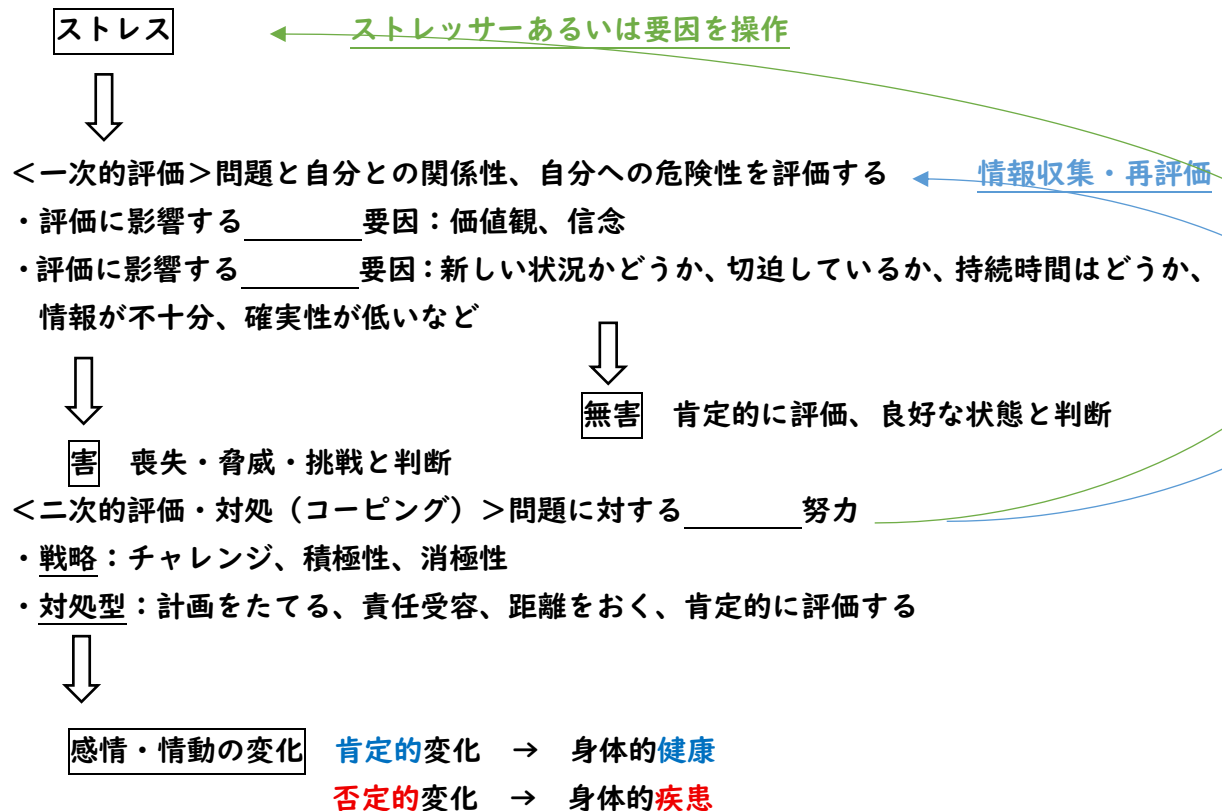 ストレス ストレッサーあるいは要因を操作
＜一次的評価＞問題と自分との関係性、自分への危険性を評価する 情報収集・再評価
・評価に影響する＿＿＿＿要因：価値観、信念
・評価に影響する＿＿＿＿要因：新しい状況かどうか、切迫しているか、持続時間はどうか、
情報が不十分、確実性が低いなど
無害 肯定的に評価、良好な状態と判断
害 喪失・脅威・挑戦と判断
＜二次的評価・対処（コーピング）＞問題に対する＿＿＿＿努力
・戦略：チャレンジ、積極性、消極性
・対処型：計画をたてる、責任受容、距離をおく、肯定的に評価する
感情・情動の変化 肯定的変化 → 身体的健康
否定的変化 → 身体的疾患